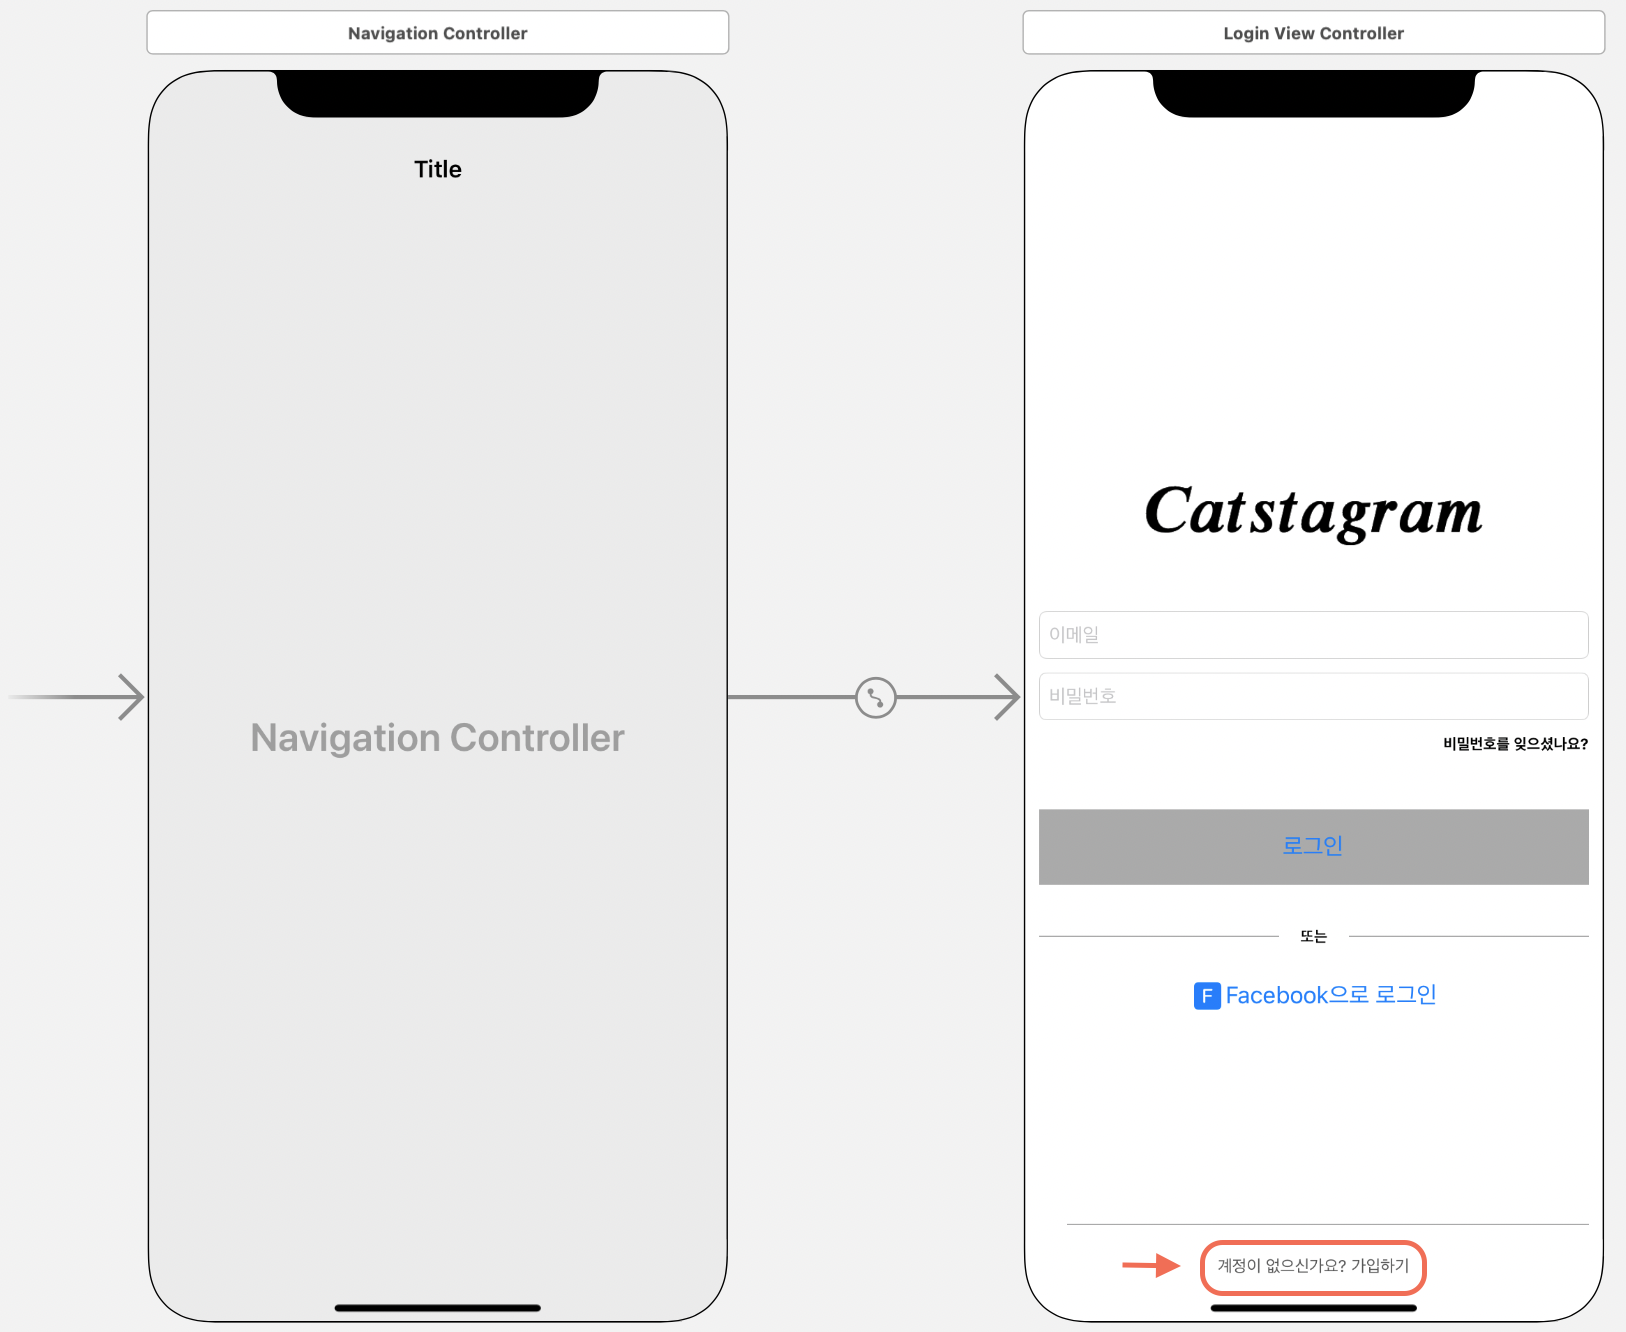 Navigation Controller
Title
Navigation Controller
Login View Controller
Catstagram
이메일
비밀번호
비밀번호를 잊으셨나요?
로그인
또는
F Facebook으로 로그인
계정이 없으신가요? 가입하기